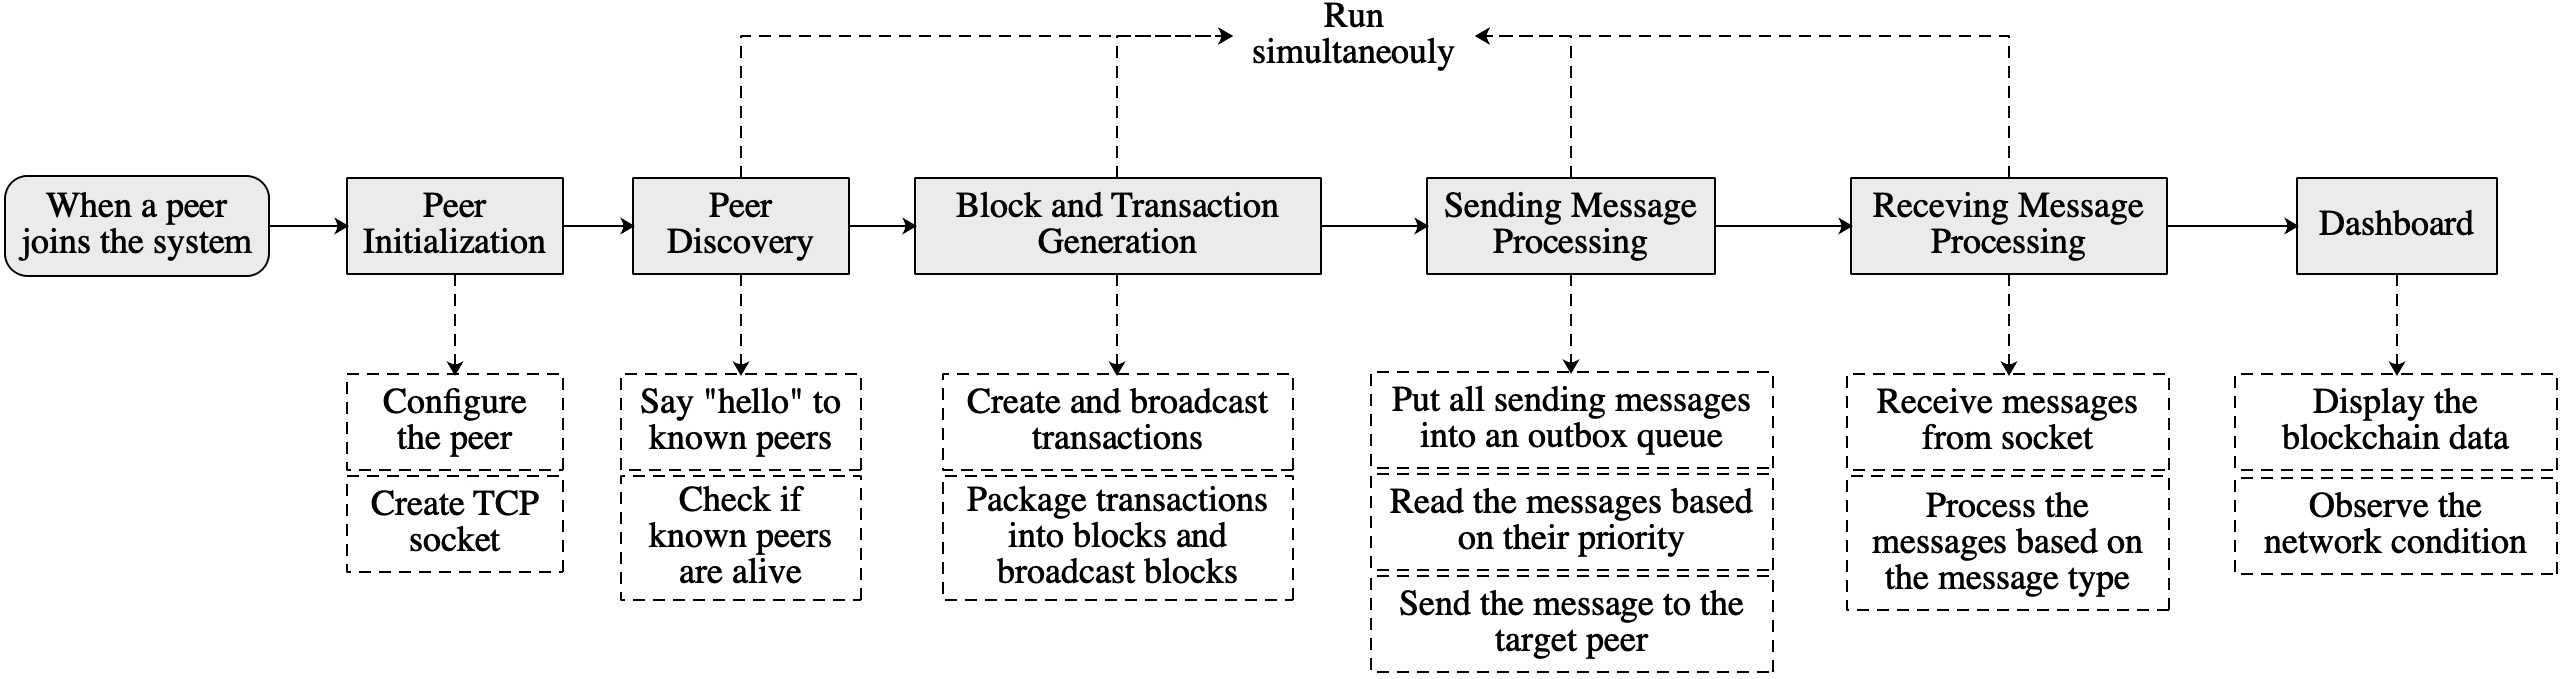 Run
simultaneouly
When a peer
joins the system
Peer
Initialization
Peer
Discovery
Block and Transaction
Generation
Sending Message
Processing
Receving Message
Processing
Dashboard
Configure
the peer
Create TCP
socket
Say "hello" to
known peers
Check if
known peers
are alive
Create and broadcast
transactions
Package transactions
into blocks and
broadcast blocks
Put all sending messages
into an outbox queue
Read the messages based
on their priority
Send the message to the
target peer
Receive messages
from socket
Process the
messages based on
the message type
Display the
blockchain data
Observe the
network condition